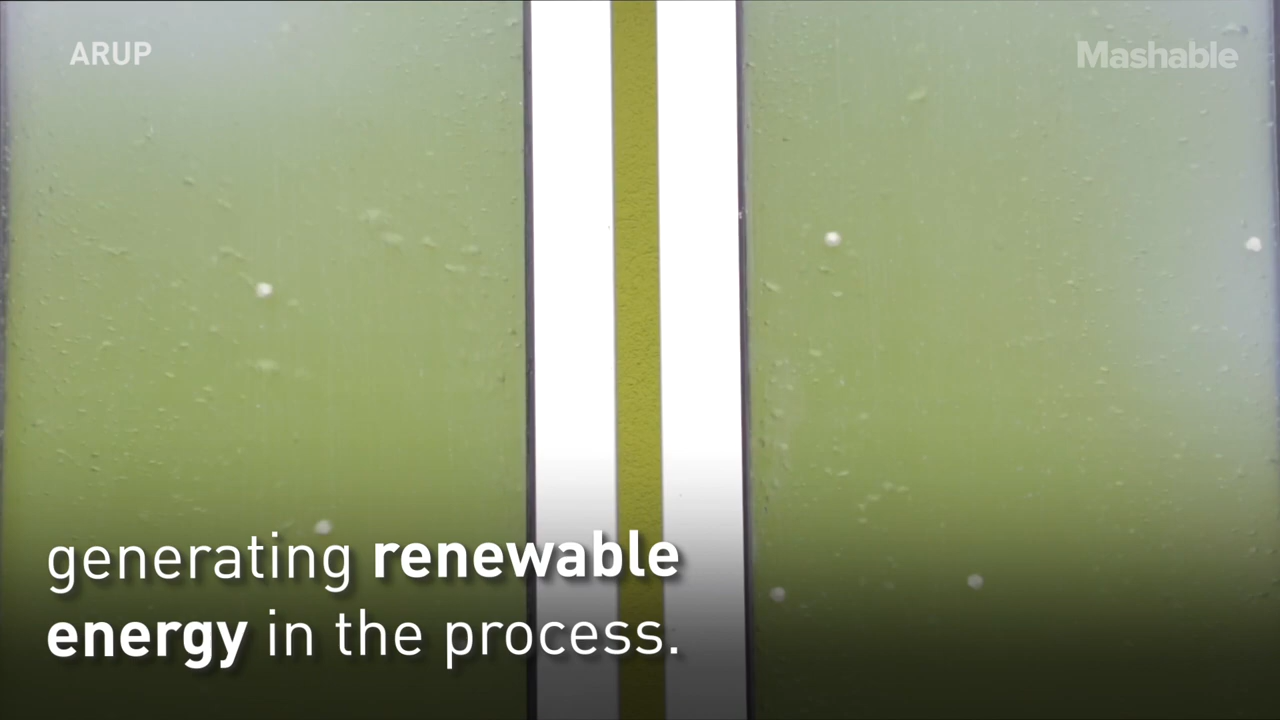 ARUP
Mashable
generating renewable
energy in the process.